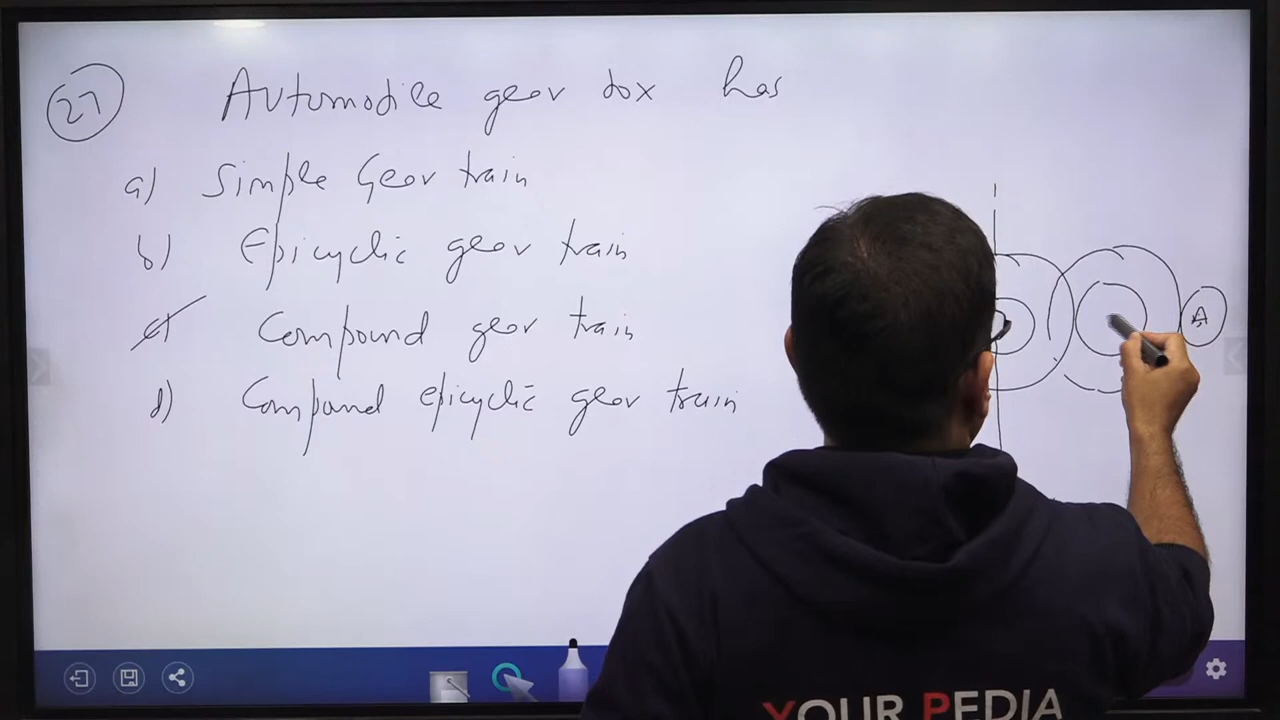 27 Automobile gear box has
a) Simple Gear train
b) Epicyclic gear train
c) Compound gear train
d) Compound epicyclic gear train
A
YOUR PEDIA